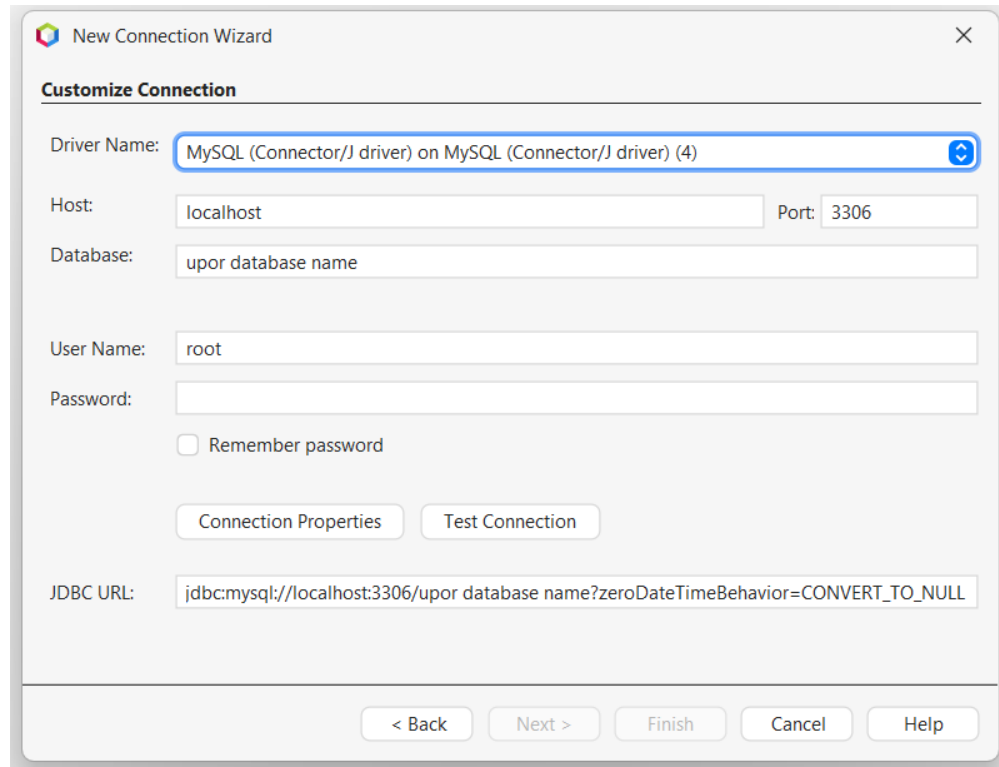 New Connection Wizard
Customize Connection
Driver Name: MySQL (Connector/J driver) on MySQL (Connector/J driver) (4)
Host: localhost Port: 3306
Database: upor database name
User Name: root
Password:
Remember password
Connection Properties Test Connection
JDBC URL: jdbc:mysql://localhost:3306/upor database name?zeroDateTimeBehavior=CONVERT_TO_NULL
< Back Next > Finish Cancel Help